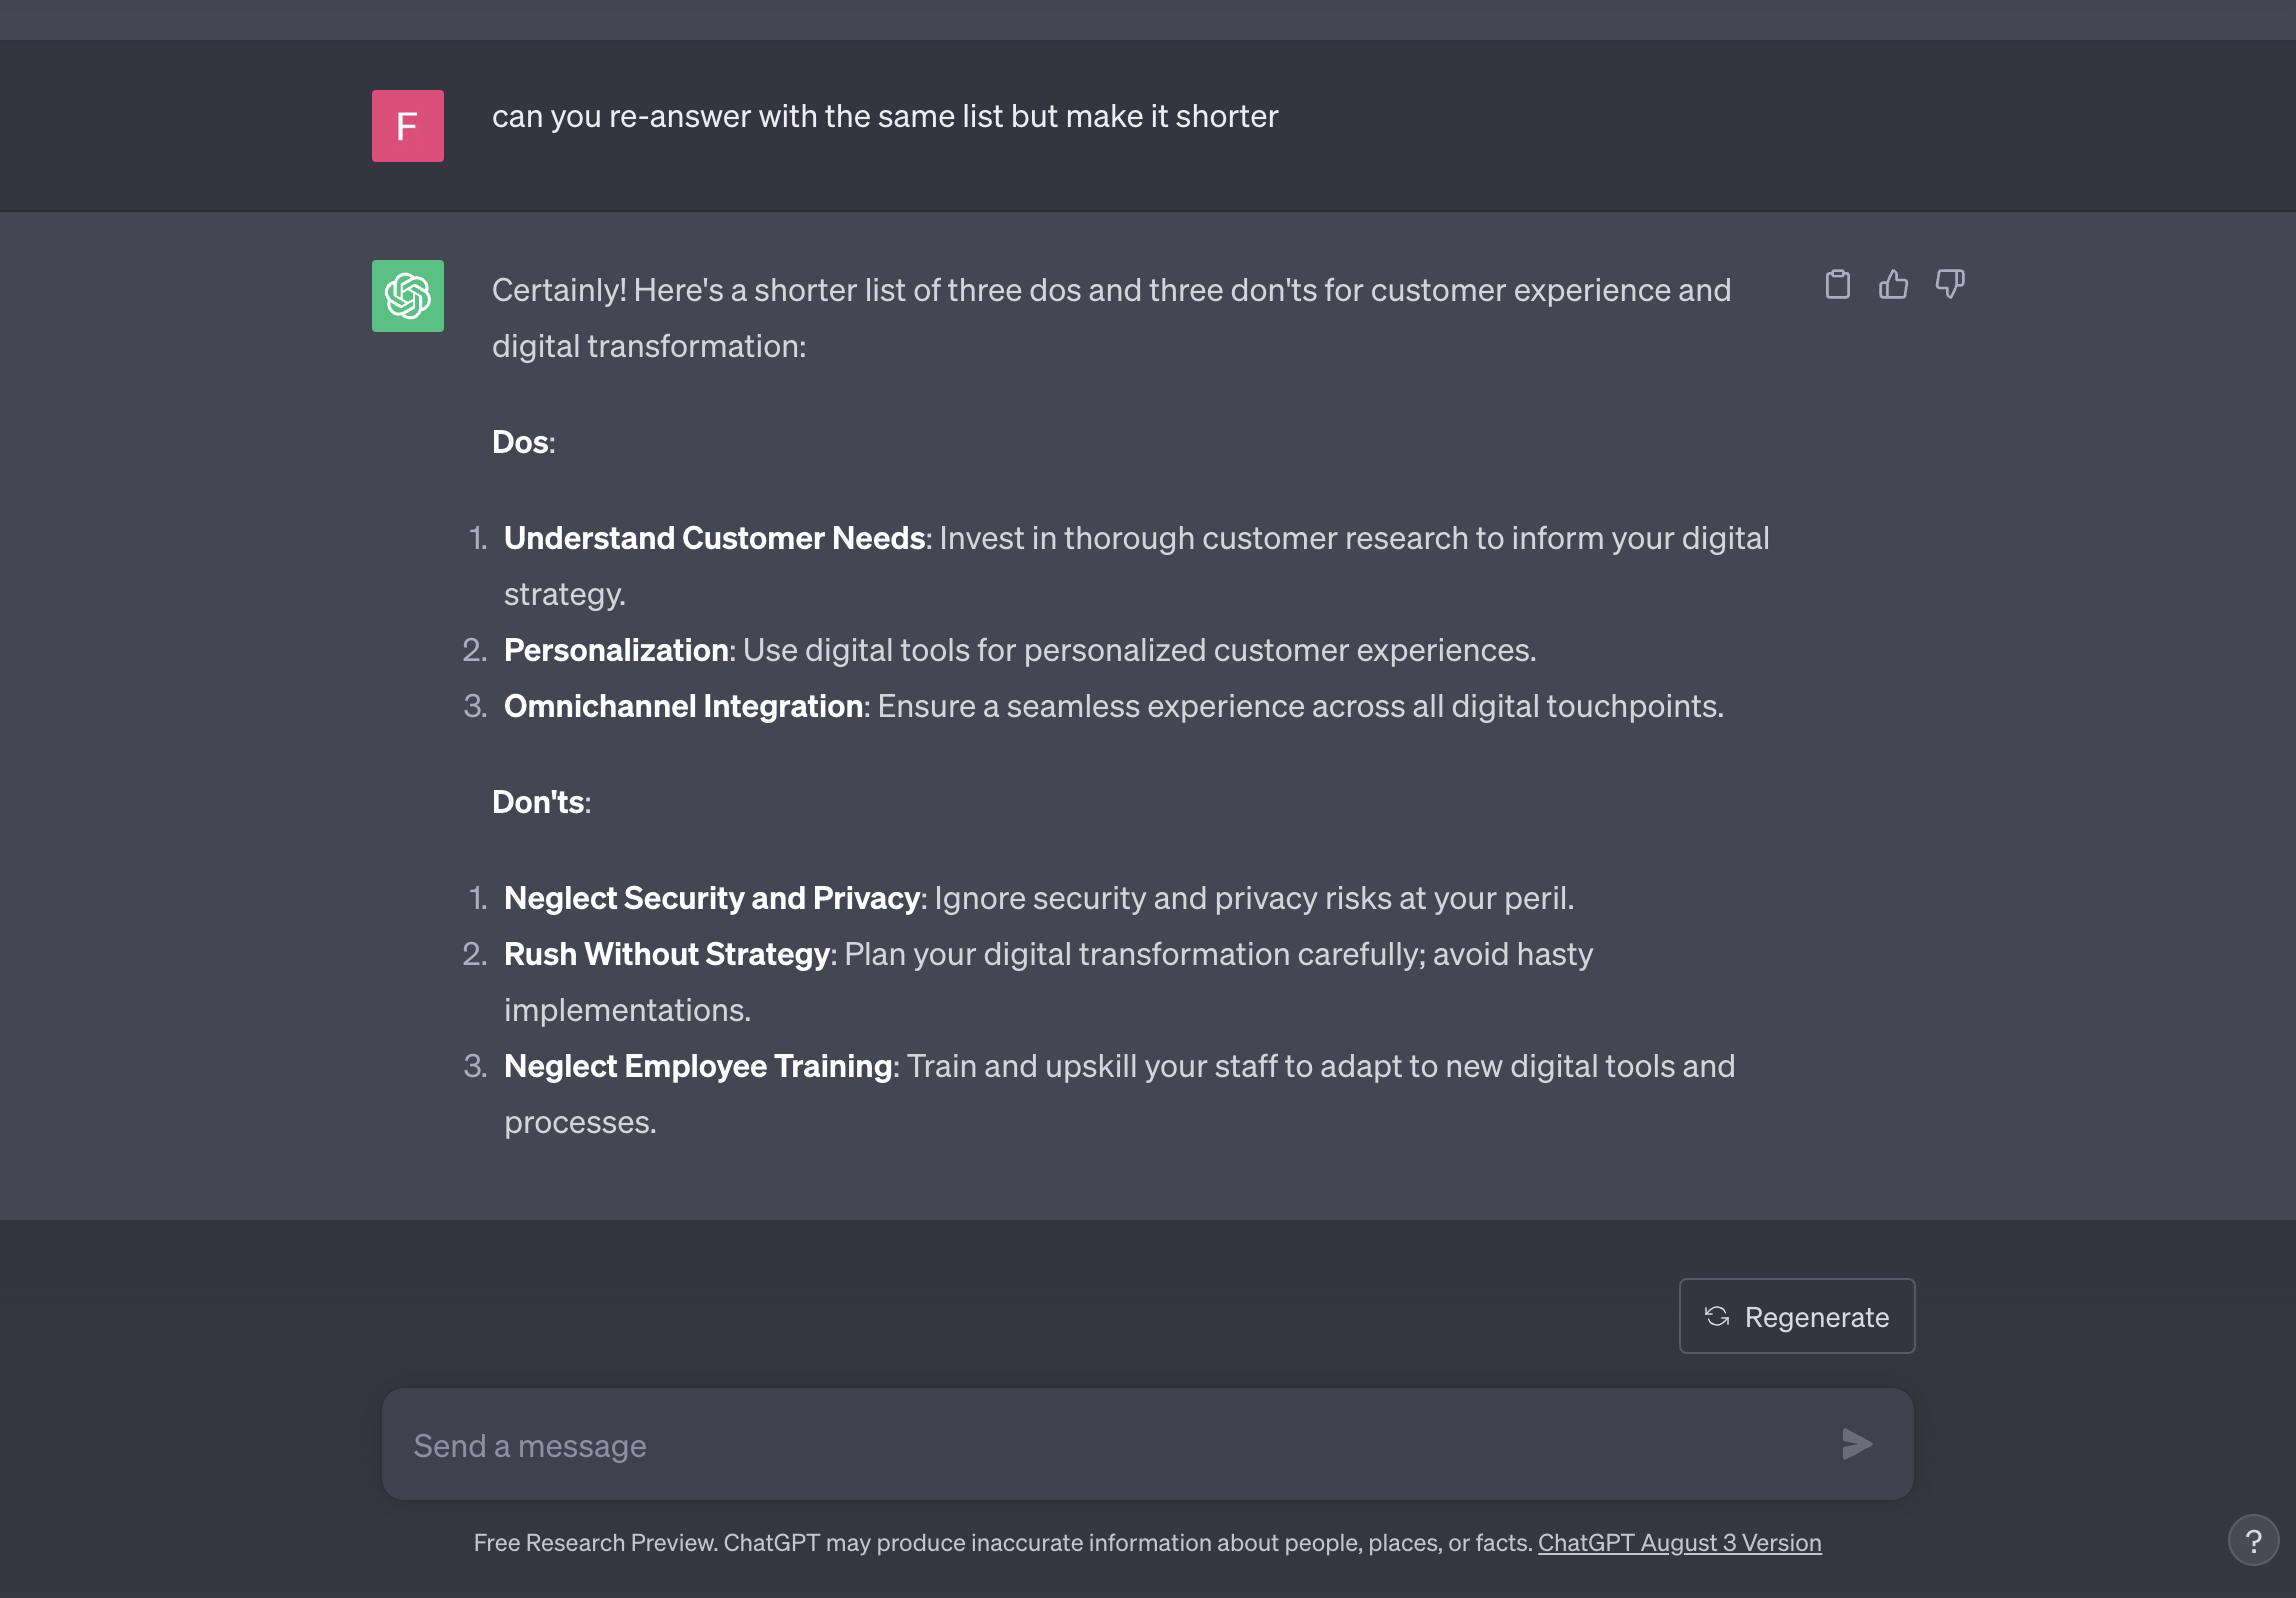 F
can you re-answer with the same list but make it shorter
Certainly! Here's a shorter list of three dos and three don'ts for customer experience and
digital transformation:
Dos:
1. Understand Customer Needs: Invest in thorough customer research to inform your digital
strategy.
2. Personalization: Use digital tools for personalized customer experiences.
3. Omnichannel Integration: Ensure a seamless experience across all digital touchpoints.
Don'ts:
1. Neglect Security and Privacy: Ignore security and privacy risks at your peril.
2. Rush Without Strategy: Plan your digital transformation carefully; avoid hasty
implementations.
3. Neglect Employee Training: Train and upskill your staff to adapt to new digital tools and
processes.
Regenerate
Send a message
Free Research Preview. ChatGPT may produce inaccurate information about people, places, or facts. ChatGPT August 3 Version
?